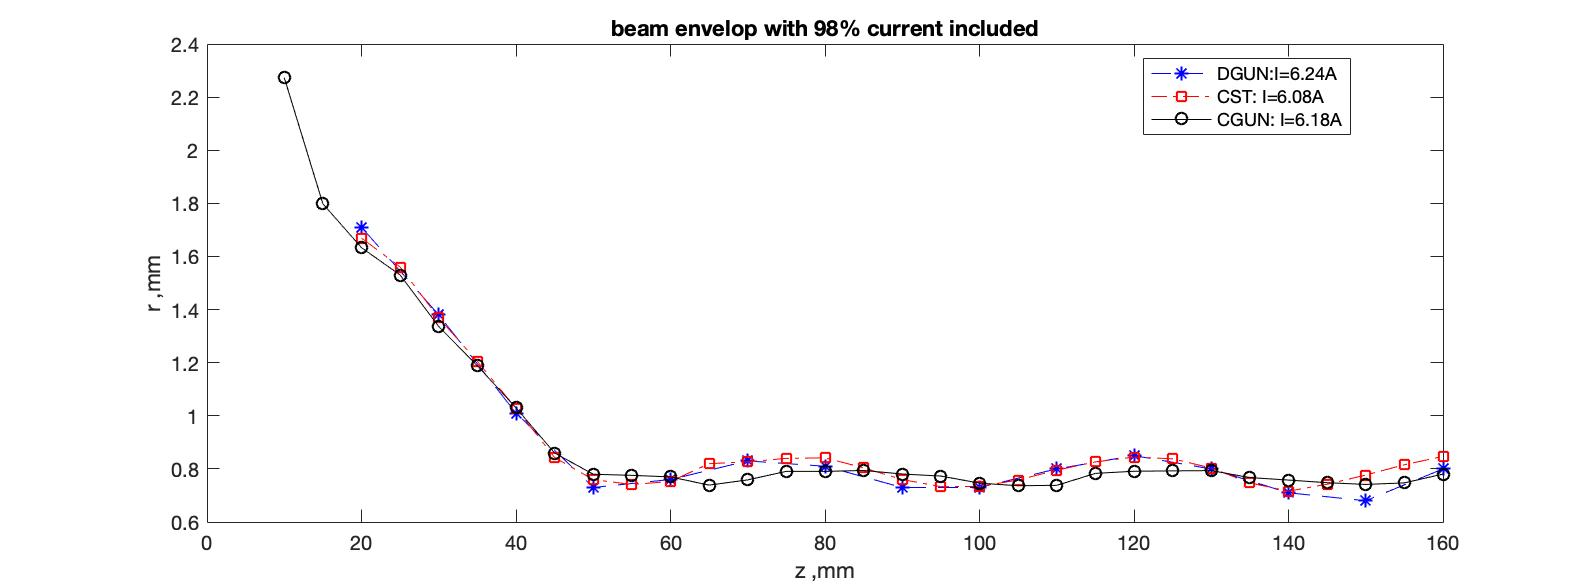 beam envelop with 98% current included
2.4
2.2
2
1.8
1.6
1.4
1.2
1
0.8
0.6
r ,mm
DGUN:I=6.24A
CST: I=6.08A
CGUN: I=6.18A
0 20 40 60 80 100 120 140 160
z ,mm